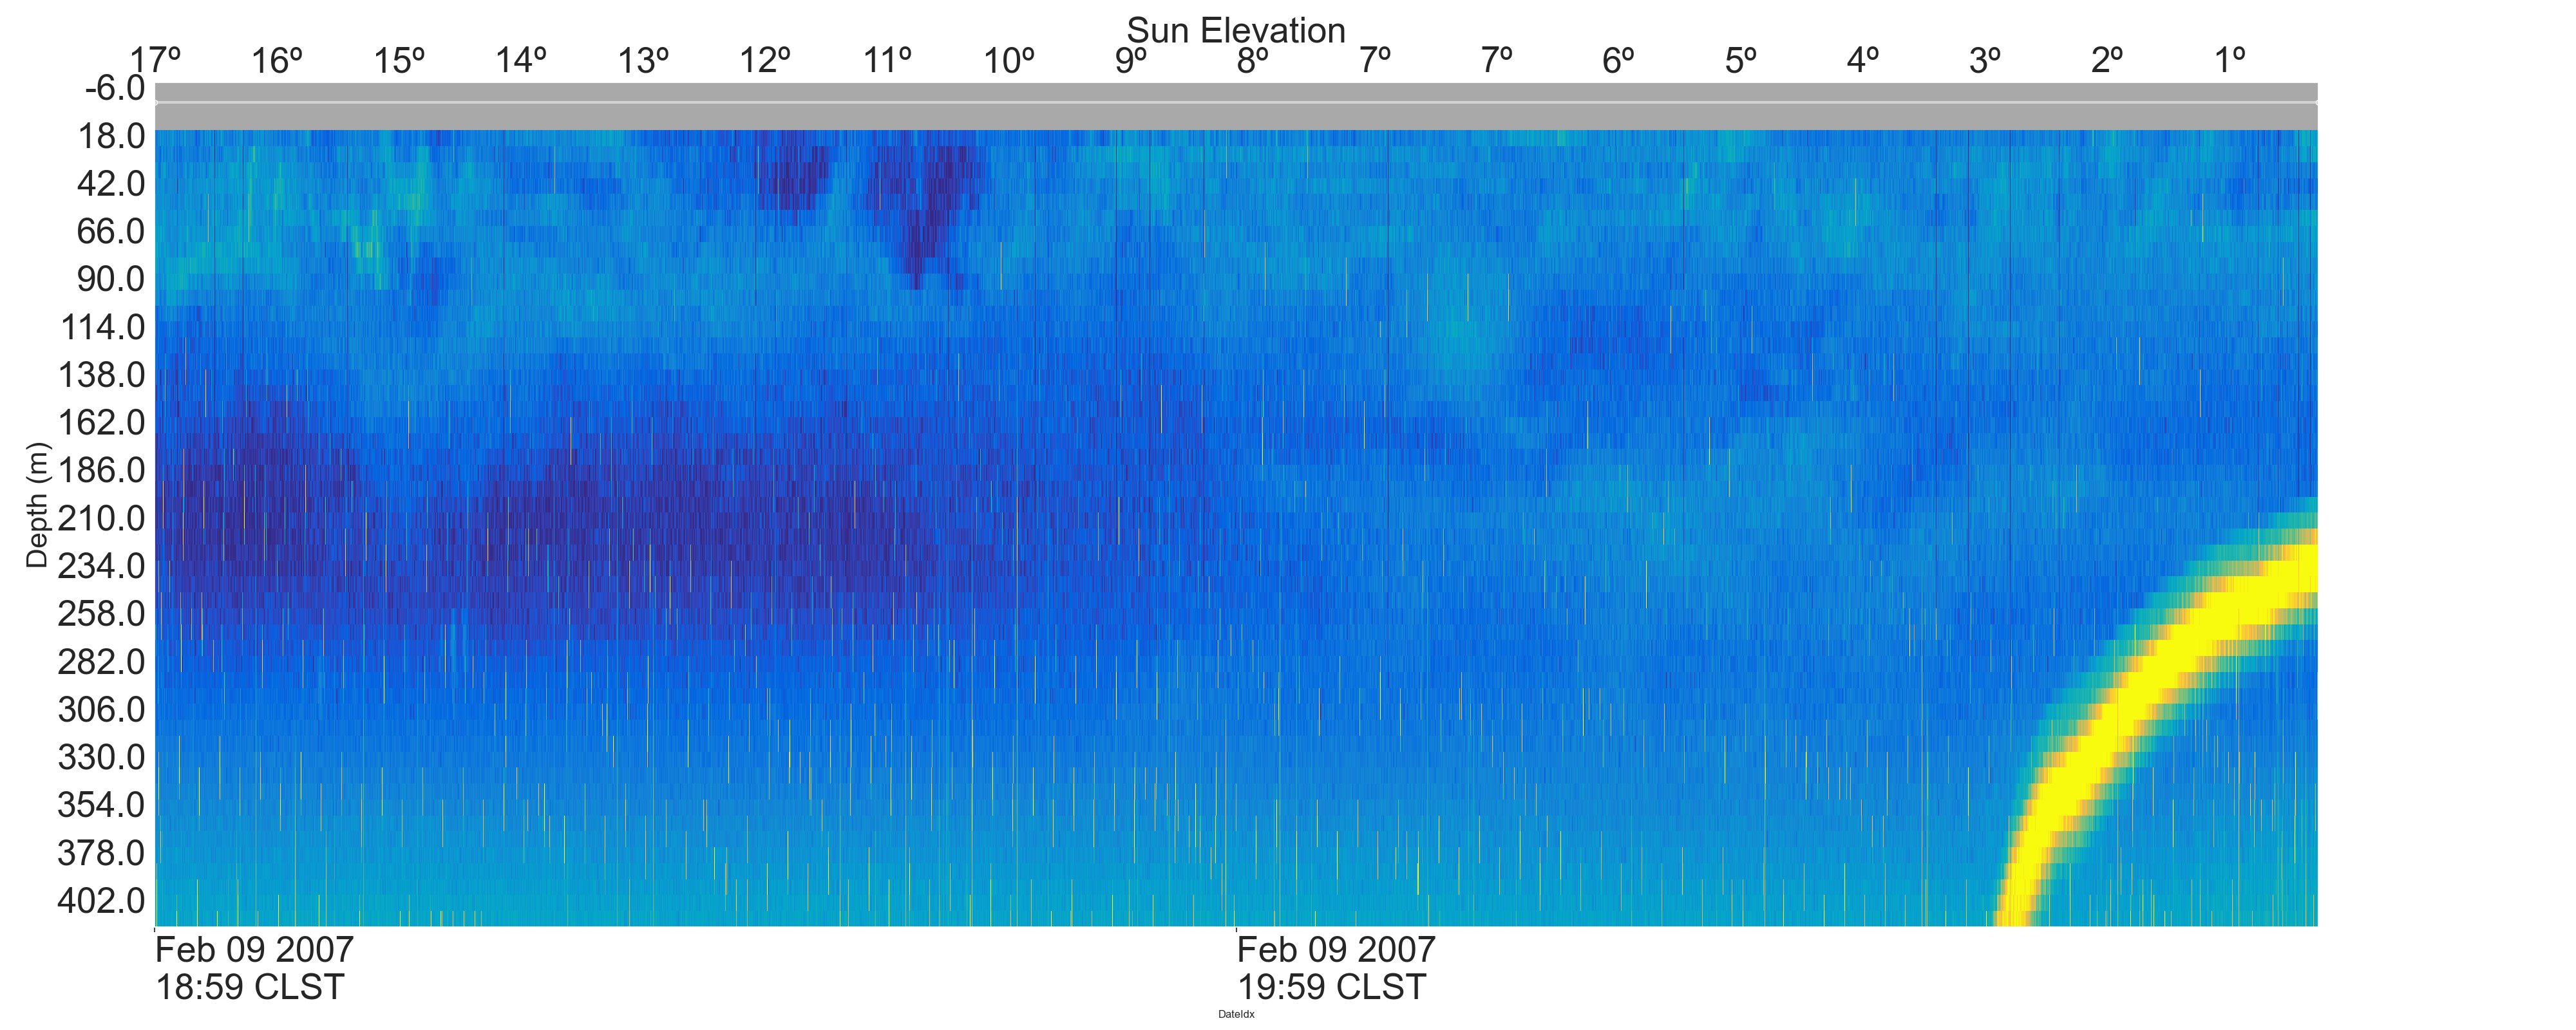 Sun Elevation
17º 16º 15º 14º 13º 12º 11º 10º 9º 8º 7º 7º 6º 5º 4º 3º 2º 1º
Depth (m)
-6.0
18.0
42.0
66.0
90.0
114.0
138.0
162.0
186.0
210.0
234.0
258.0
282.0
306.0
330.0
354.0
378.0
402.0
Feb 09 2007
18:59 CLST
Feb 09 2007
19:59 CLST
DateIdx